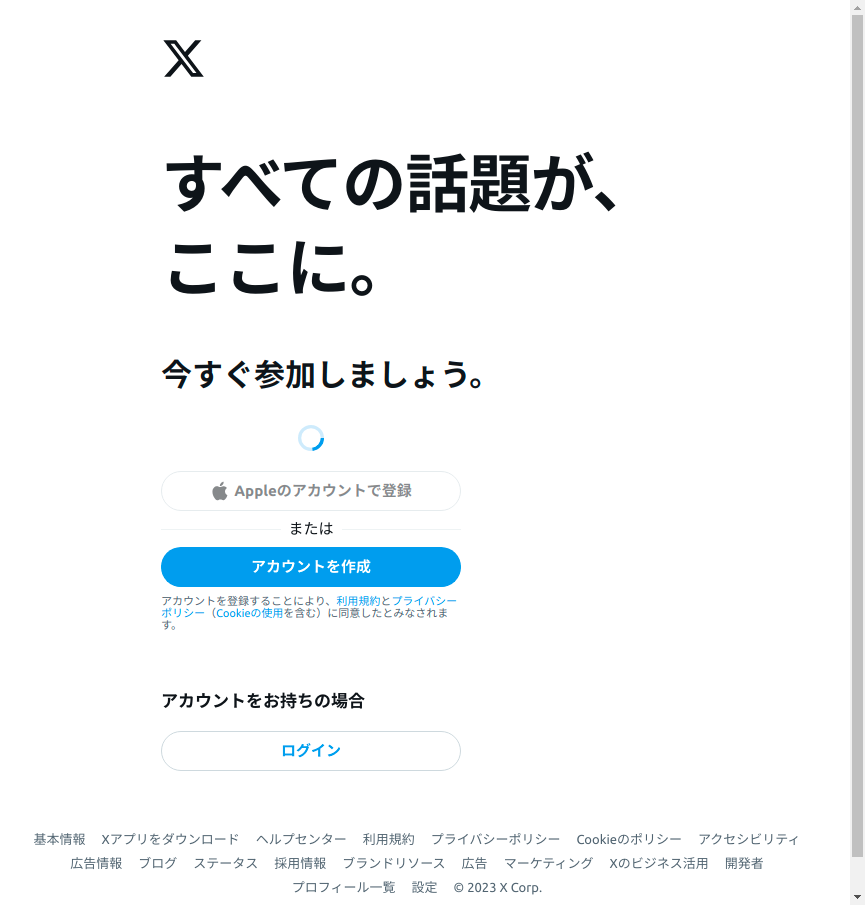 すべての話題が、
ここに。
今すぐ参加しましょう。
Appleのアカウントで登録
または
アカウントを作成
アカウントを登録することにより、利用規約とプライバシー
ポリシー（Cookieの使用を含む）に同意したとみなされま
す。
アカウントをお持ちの場合
ログイン
基本情報 Xアプリをダウンロード ヘルプセンター 利用規約 プライバシーポリシー Cookieのポリシー アクセシビリティ
広告情報 ブログ ステータス 採用情報 ブランドリソース 広告 マーケティング Xのビジネス活用 開発者
プロフィール一覧 設定 © 2023 X Corp.